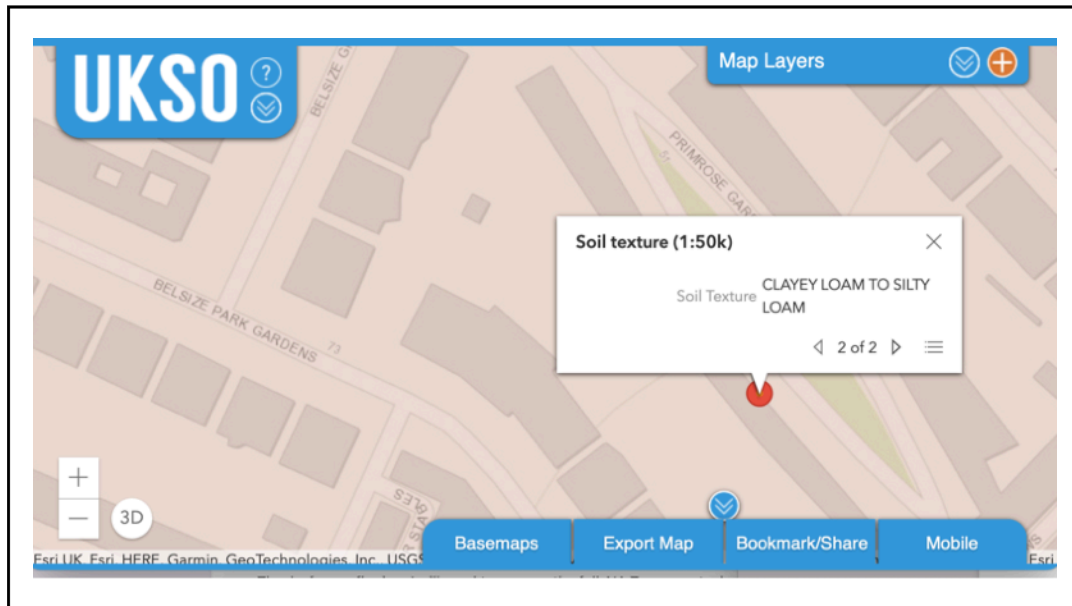 UKSO
?
BELSIZE G
Map Layers
PRIMROSE GAR
61
Soil texture (1:50k)
Soil Texture
CLAYEY LOAM TO SILTY
LOAM
2 of 2
BELSIZE PARK GARDENS
73
+
−
3D
Basemaps
Export Map
Bookmark/Share
Mobile
Esri UK, Esri, HERE, Garmin, GeoTechnologies, Inc., USGS
Esri,